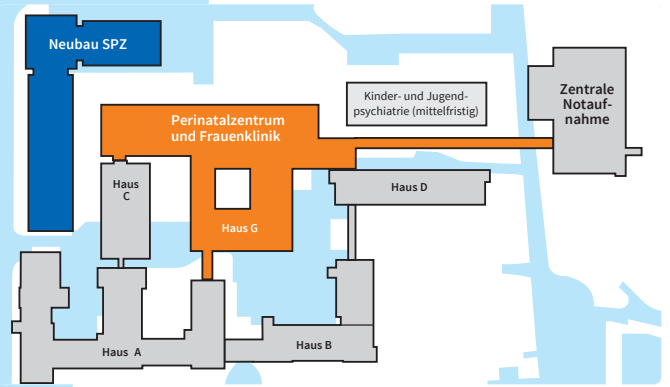 Neubau SPZ
Kinder- und Jugend-
psychiatrie (mittelfristig)
Zentrale
Notauf-
nahme
Perinatalzentrum
und Frauenklinik
Haus
C
Haus D
Haus G
Haus A
Haus B